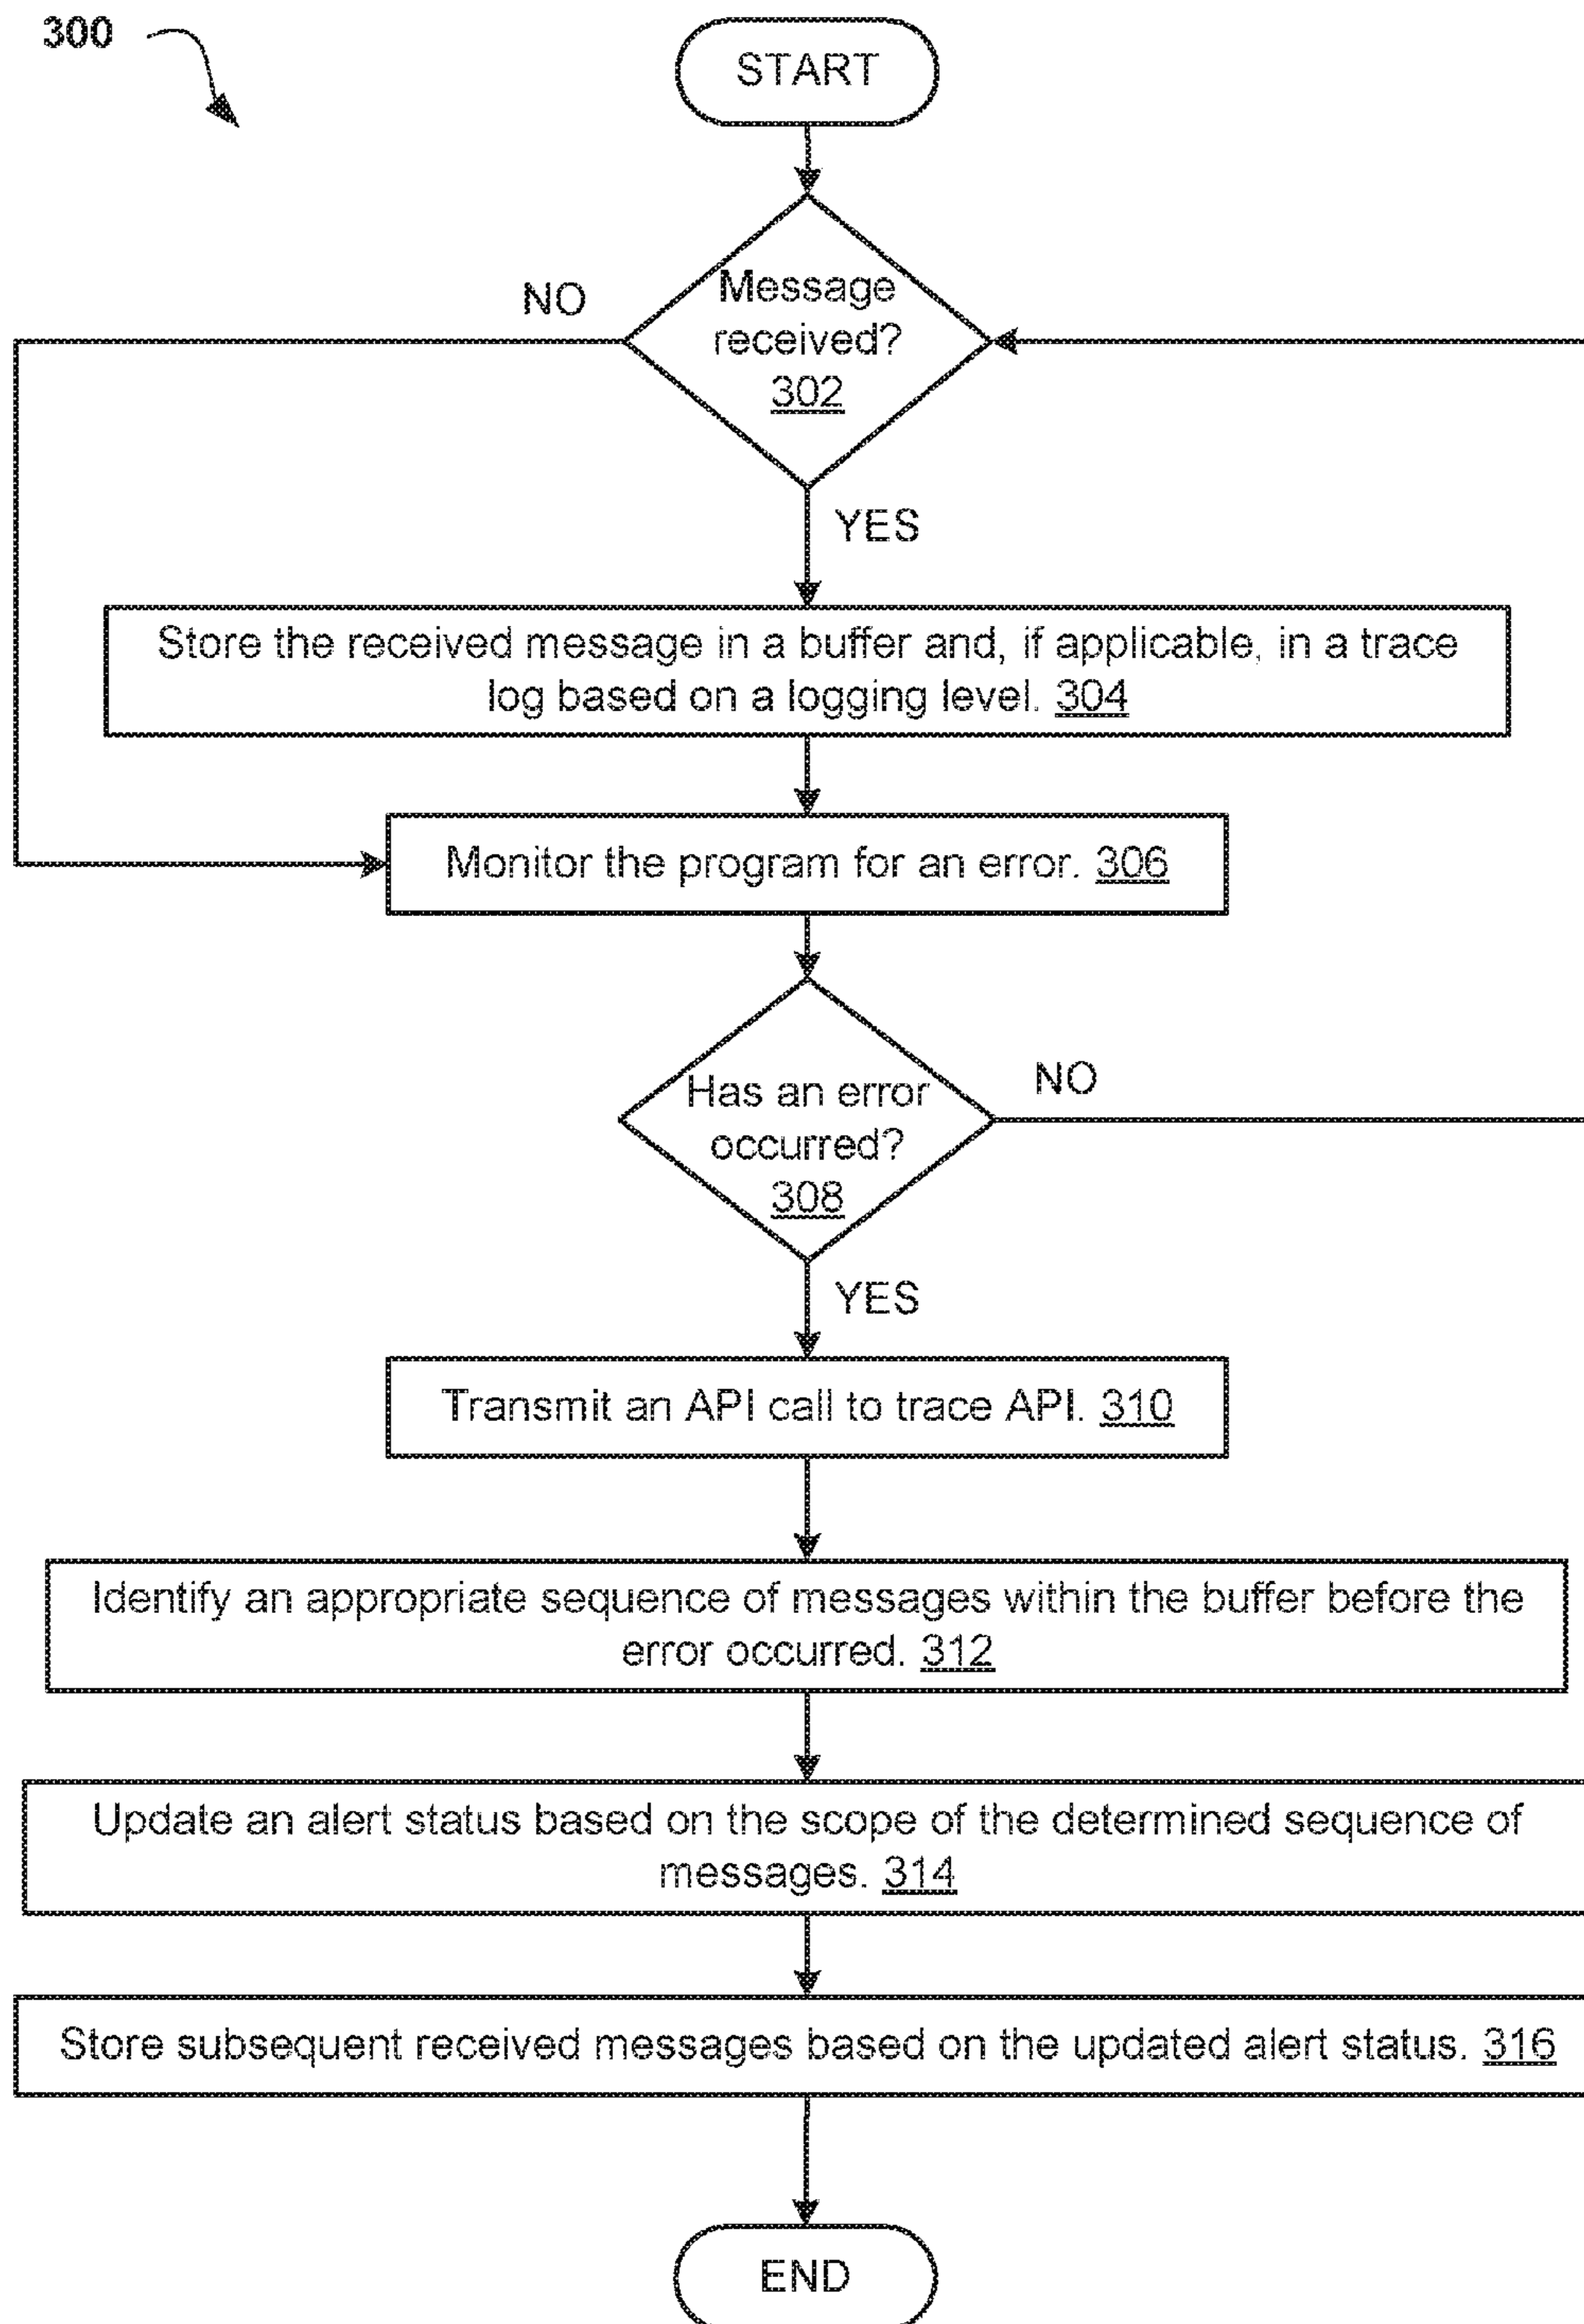 300
START
NO
Message
received?
302
YES
Store the received message in a buffer and, if applicable, in a trace
log based on a logging level. 304
Monitor the program for an error. 306
NO
Has an error
occurred?
308
YES
Transmit an API call to trace API. 310
Identify an appropriate sequence of messages within the buffer before the
error occurred. 312
Update an alert status based on the scope of the determined sequence of
messages. 314
Store subsequent received messages based on the updated alert status. 316
END